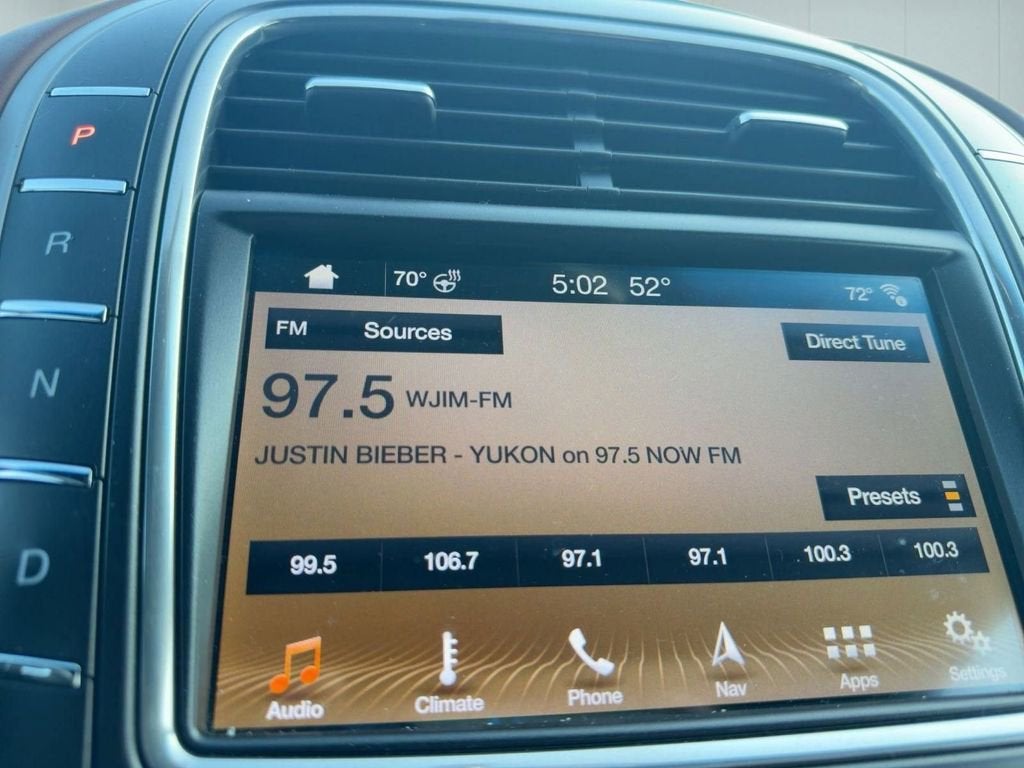 P
R
N
D
70° 5:02 52° 72°
FM Sources Direct Tune
97.5 WJIM-FM
JUSTIN BIEBER - YUKON on 97.5 NOW FM
Presets
99.5 106.7 97.1 97.1 100.3 100.3
Audio Climate Phone Nav Apps Settings